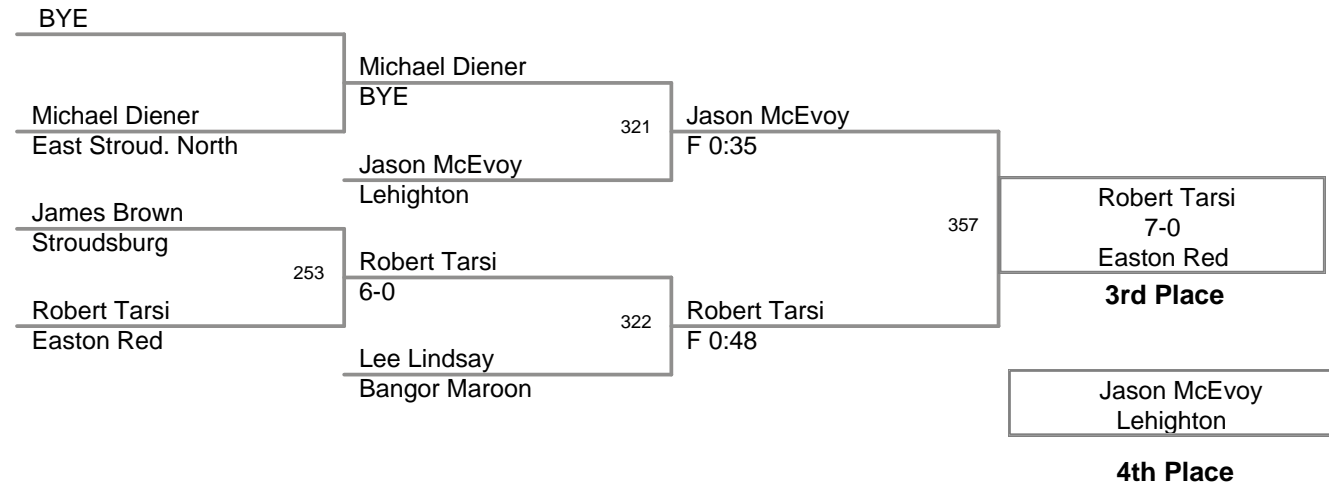 BYE
Michael Diener
East Stroud. North
James Brown
Stroudsburg
253
Robert Tarsi
Easton Red
Michael Diener
BYE
321
Jason McEvoy
Lehighton
Robert Tarsi
6-0
322
Lee Lindsay
Bangor Maroon
Jason McEvoy
F 0:35
357
Robert Tarsi
F 0:48
Robert Tarsi
7-0
Easton Red
3rd Place
Jason McEvoy
Lehighton
4th Place